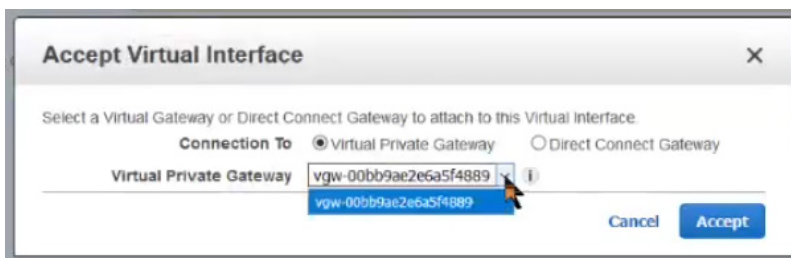 Accept Virtual Interface
Select a Virtual Gateway or Direct Connect Gateway to attach to this Virtual Interface.
Connection To Virtual Private Gateway Direct Connect Gateway
Virtual Private Gateway vgw-00bb9ae2e6a5f4889
vgw-00bb9ae2e6a5f4889
Cancel Accept